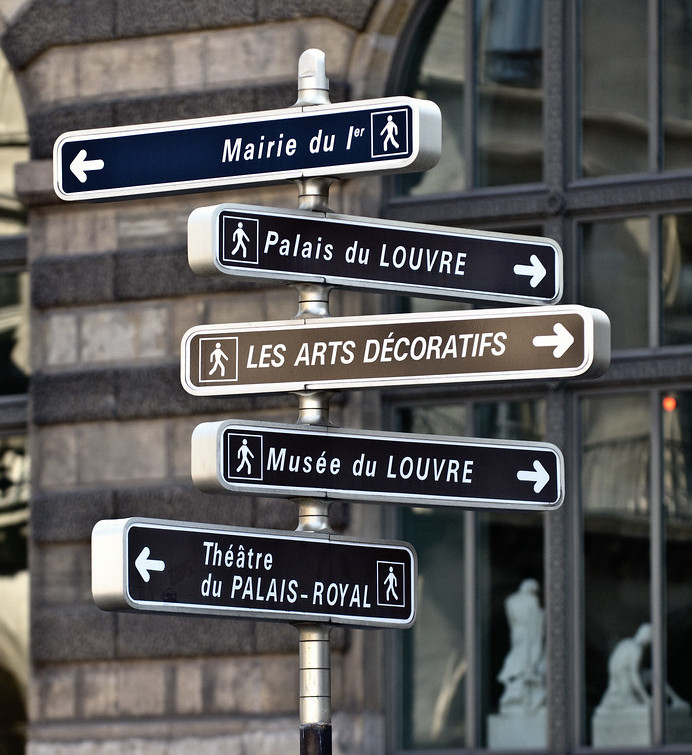 Mairie du Ier
Palais du LOUVRE
LES ARTS DÉCORATIFS
Musée du LOUVRE
Théâtre
du PALAIS-ROYAL